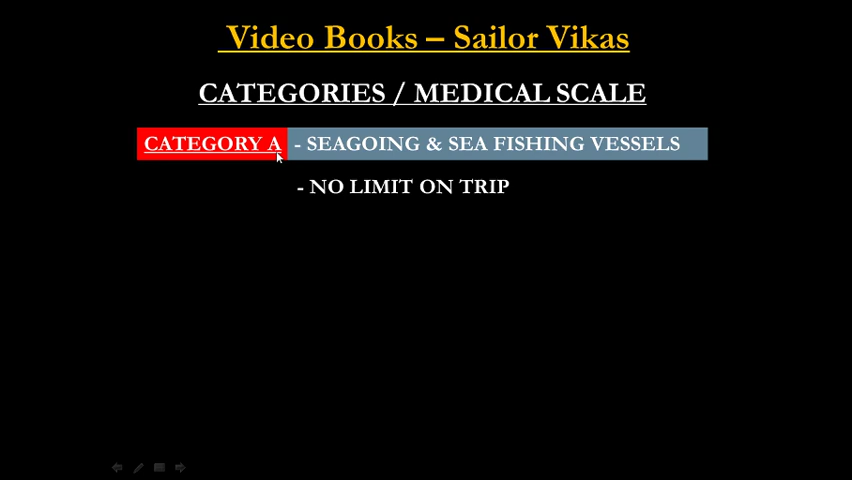 Video Books – Sailor Vikas
CATEGORIES / MEDICAL SCALE
CATEGORY A - SEAGOING & SEA FISHING VESSELS
- NO LIMIT ON TRIP